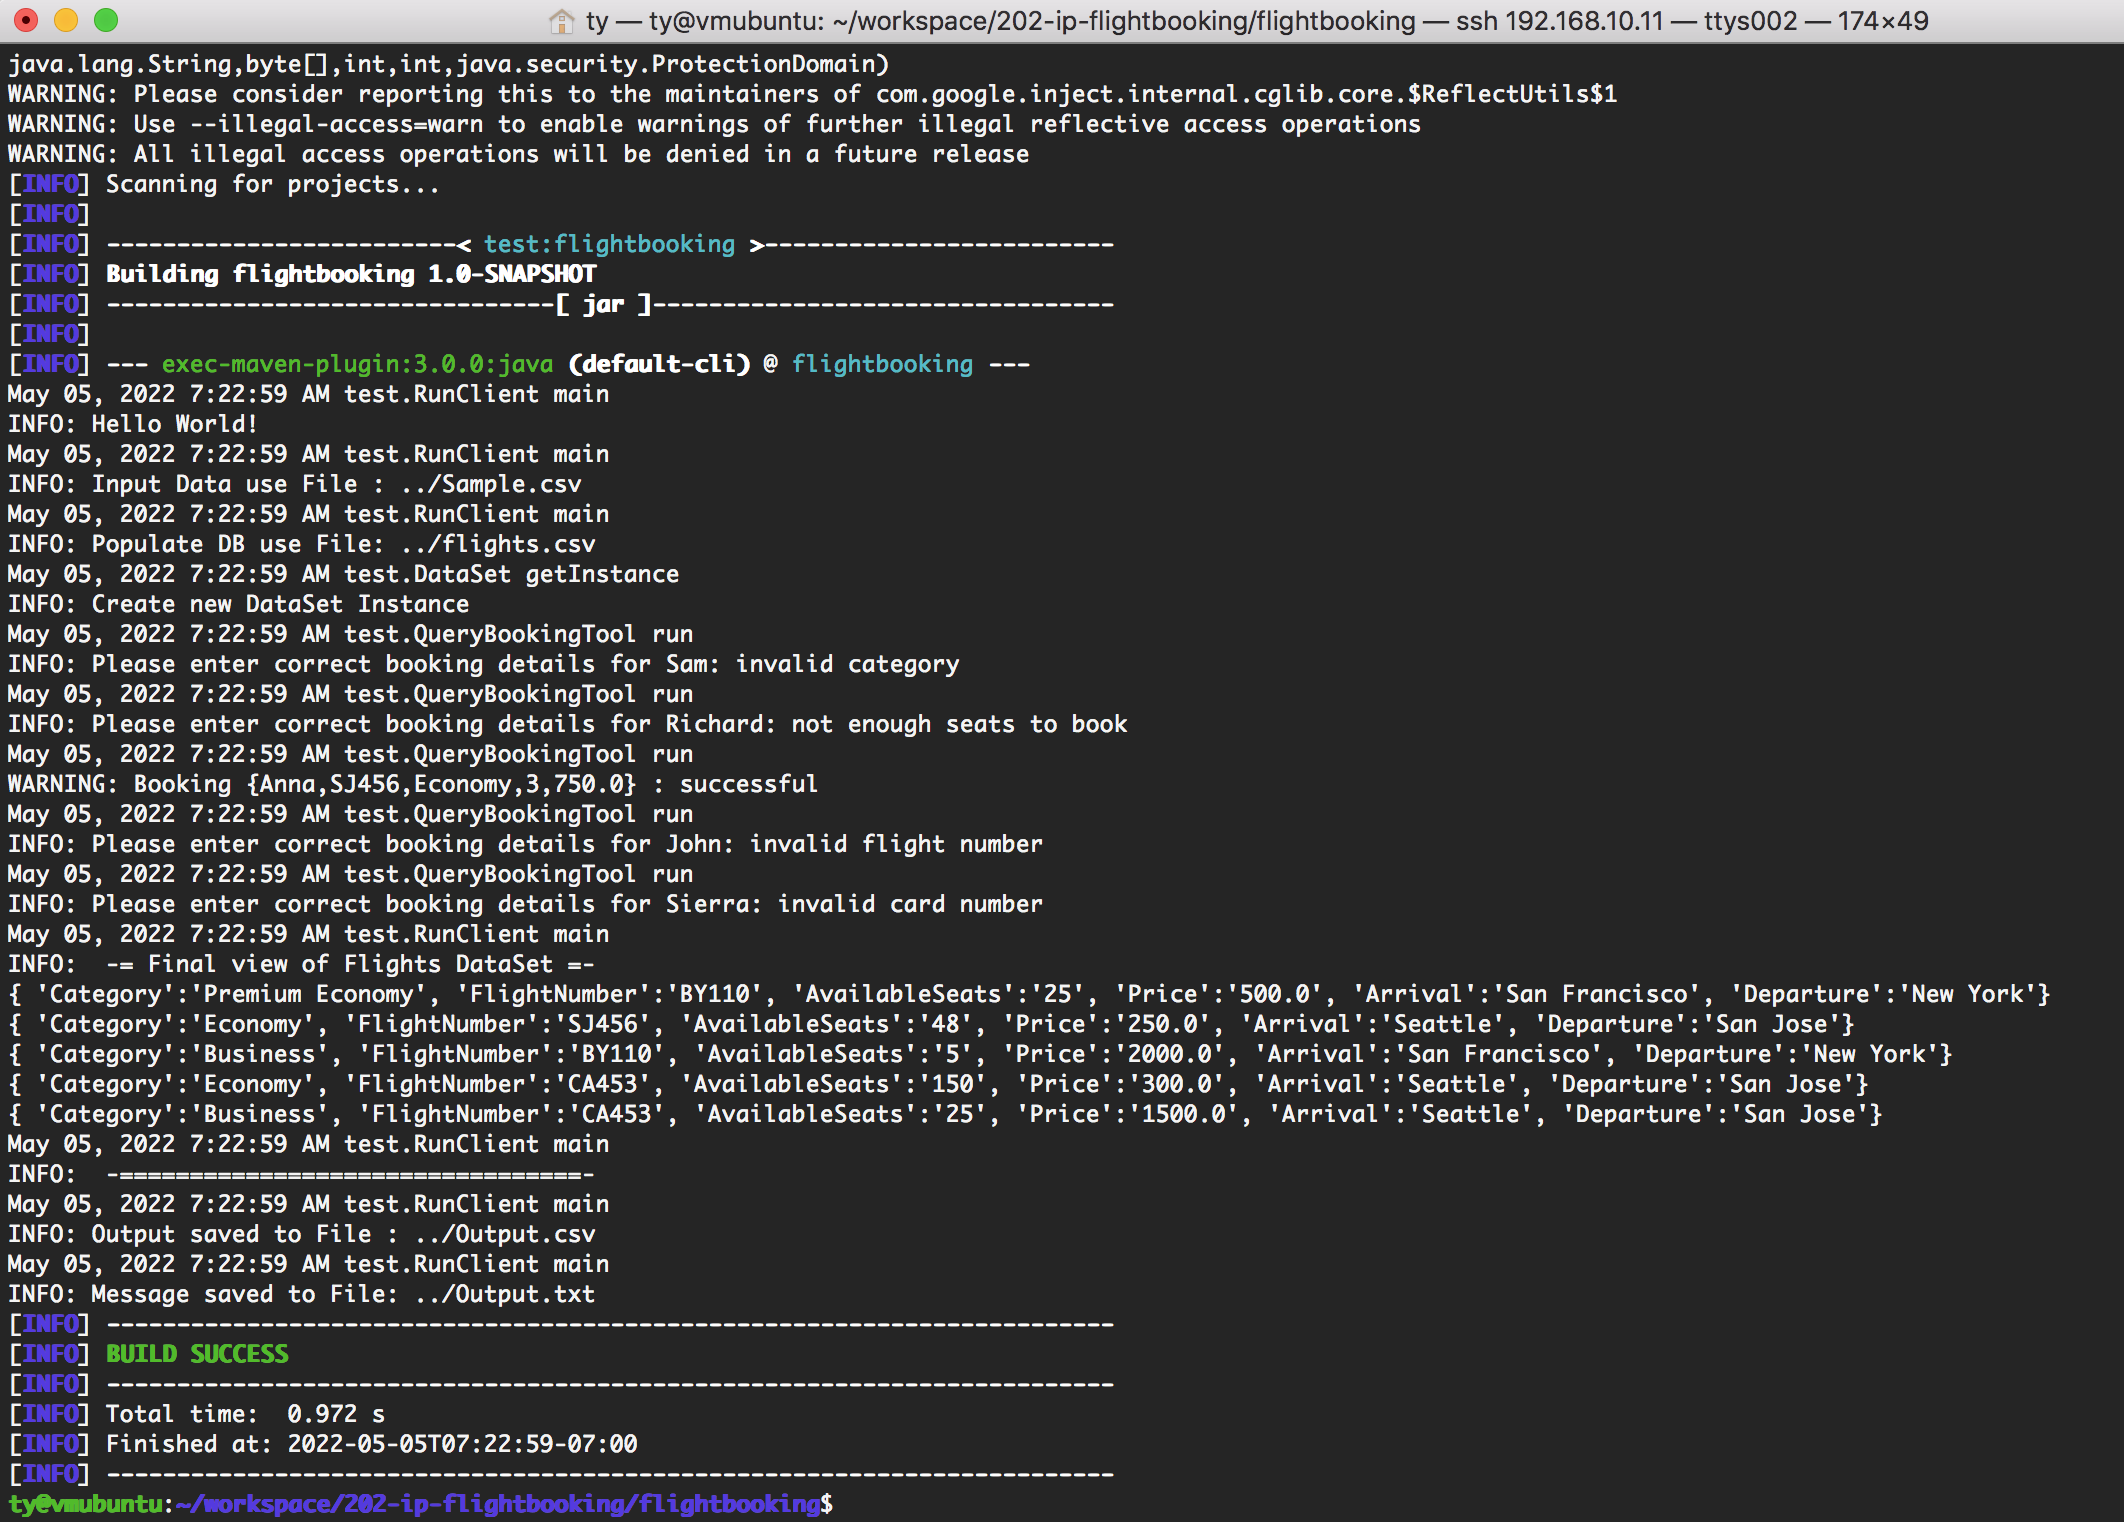 ty — ty@vmubuntu: ~/workspace/202-ip-flightbooking/flightbooking — ssh 192.168.10.11 — ttys002 — 174×49
java.lang.String,byte[],int,int,java.security.ProtectionDomain)
WARNING: Please consider reporting this to the maintainers of com.google.inject.internal.cglib.core.$ReflectUtils$1
WARNING: Use --illegal-access=warn to enable warnings of further illegal reflective access operations
WARNING: All illegal access operations will be denied in a future release
[INFO] Scanning for projects...
[INFO]
[INFO] -------------------------< test:flightbooking >-------------------------
[INFO] Building flightbooking 1.0-SNAPSHOT
[INFO] --------------------------------[ jar ]---------------------------------
[INFO]
[INFO] --- exec-maven-plugin:3.0.0:java (default-cli) @ flightbooking ---
May 05, 2022 7:22:59 AM test.RunClient main
INFO: Hello World!
May 05, 2022 7:22:59 AM test.RunClient main
INFO: Input Data use File : ../Sample.csv
May 05, 2022 7:22:59 AM test.RunClient main
INFO: Populate DB use File: ../flights.csv
May 05, 2022 7:22:59 AM test.DataSet getInstance
INFO: Create new DataSet Instance
May 05, 2022 7:22:59 AM test.QueryBookingTool run
INFO: Please enter correct booking details for Sam: invalid category
May 05, 2022 7:22:59 AM test.QueryBookingTool run
INFO: Please enter correct booking details for Richard: not enough seats to book
May 05, 2022 7:22:59 AM test.QueryBookingTool run
WARNING: Booking {Anna,SJ456,Economy,3,750.0} : successful
May 05, 2022 7:22:59 AM test.QueryBookingTool run
INFO: Please enter correct booking details for John: invalid flight number
May 05, 2022 7:22:59 AM test.QueryBookingTool run
INFO: Please enter correct booking details for Sierra: invalid card number
May 05, 2022 7:22:59 AM test.RunClient main
INFO:  -= Final view of Flights DataSet =-
{ 'Category':'Premium Economy', 'FlightNumber':'BY110', 'AvailableSeats':'25', 'Price':'500.0', 'Arrival':'San Francisco', 'Departure':'New York'}
{ 'Category':'Economy', 'FlightNumber':'SJ456', 'AvailableSeats':'48', 'Price':'250.0', 'Arrival':'Seattle', 'Departure':'San Jose'}
{ 'Category':'Business', 'FlightNumber':'BY110', 'AvailableSeats':'5', 'Price':'2000.0', 'Arrival':'San Francisco', 'Departure':'New York'}
{ 'Category':'Economy', 'FlightNumber':'CA453', 'AvailableSeats':'150', 'Price':'300.0', 'Arrival':'Seattle', 'Departure':'San Jose'}
{ 'Category':'Business', 'FlightNumber':'CA453', 'AvailableSeats':'25', 'Price':'1500.0', 'Arrival':'Seattle', 'Departure':'San Jose'}
May 05, 2022 7:22:59 AM test.RunClient main
INFO:  -=================================-
May 05, 2022 7:22:59 AM test.RunClient main
INFO: Output saved to File : ../Output.csv
May 05, 2022 7:22:59 AM test.RunClient main
INFO: Message saved to File: ../Output.txt
[INFO] ------------------------------------------------------------------------
[INFO] BUILD SUCCESS
[INFO] ------------------------------------------------------------------------
[INFO] Total time:  0.972 s
[INFO] Finished at: 2022-05-05T07:22:59-07:00
[INFO] ------------------------------------------------------------------------
ty@vmubuntu:~/workspace/202-ip-flightbooking/flightbooking$